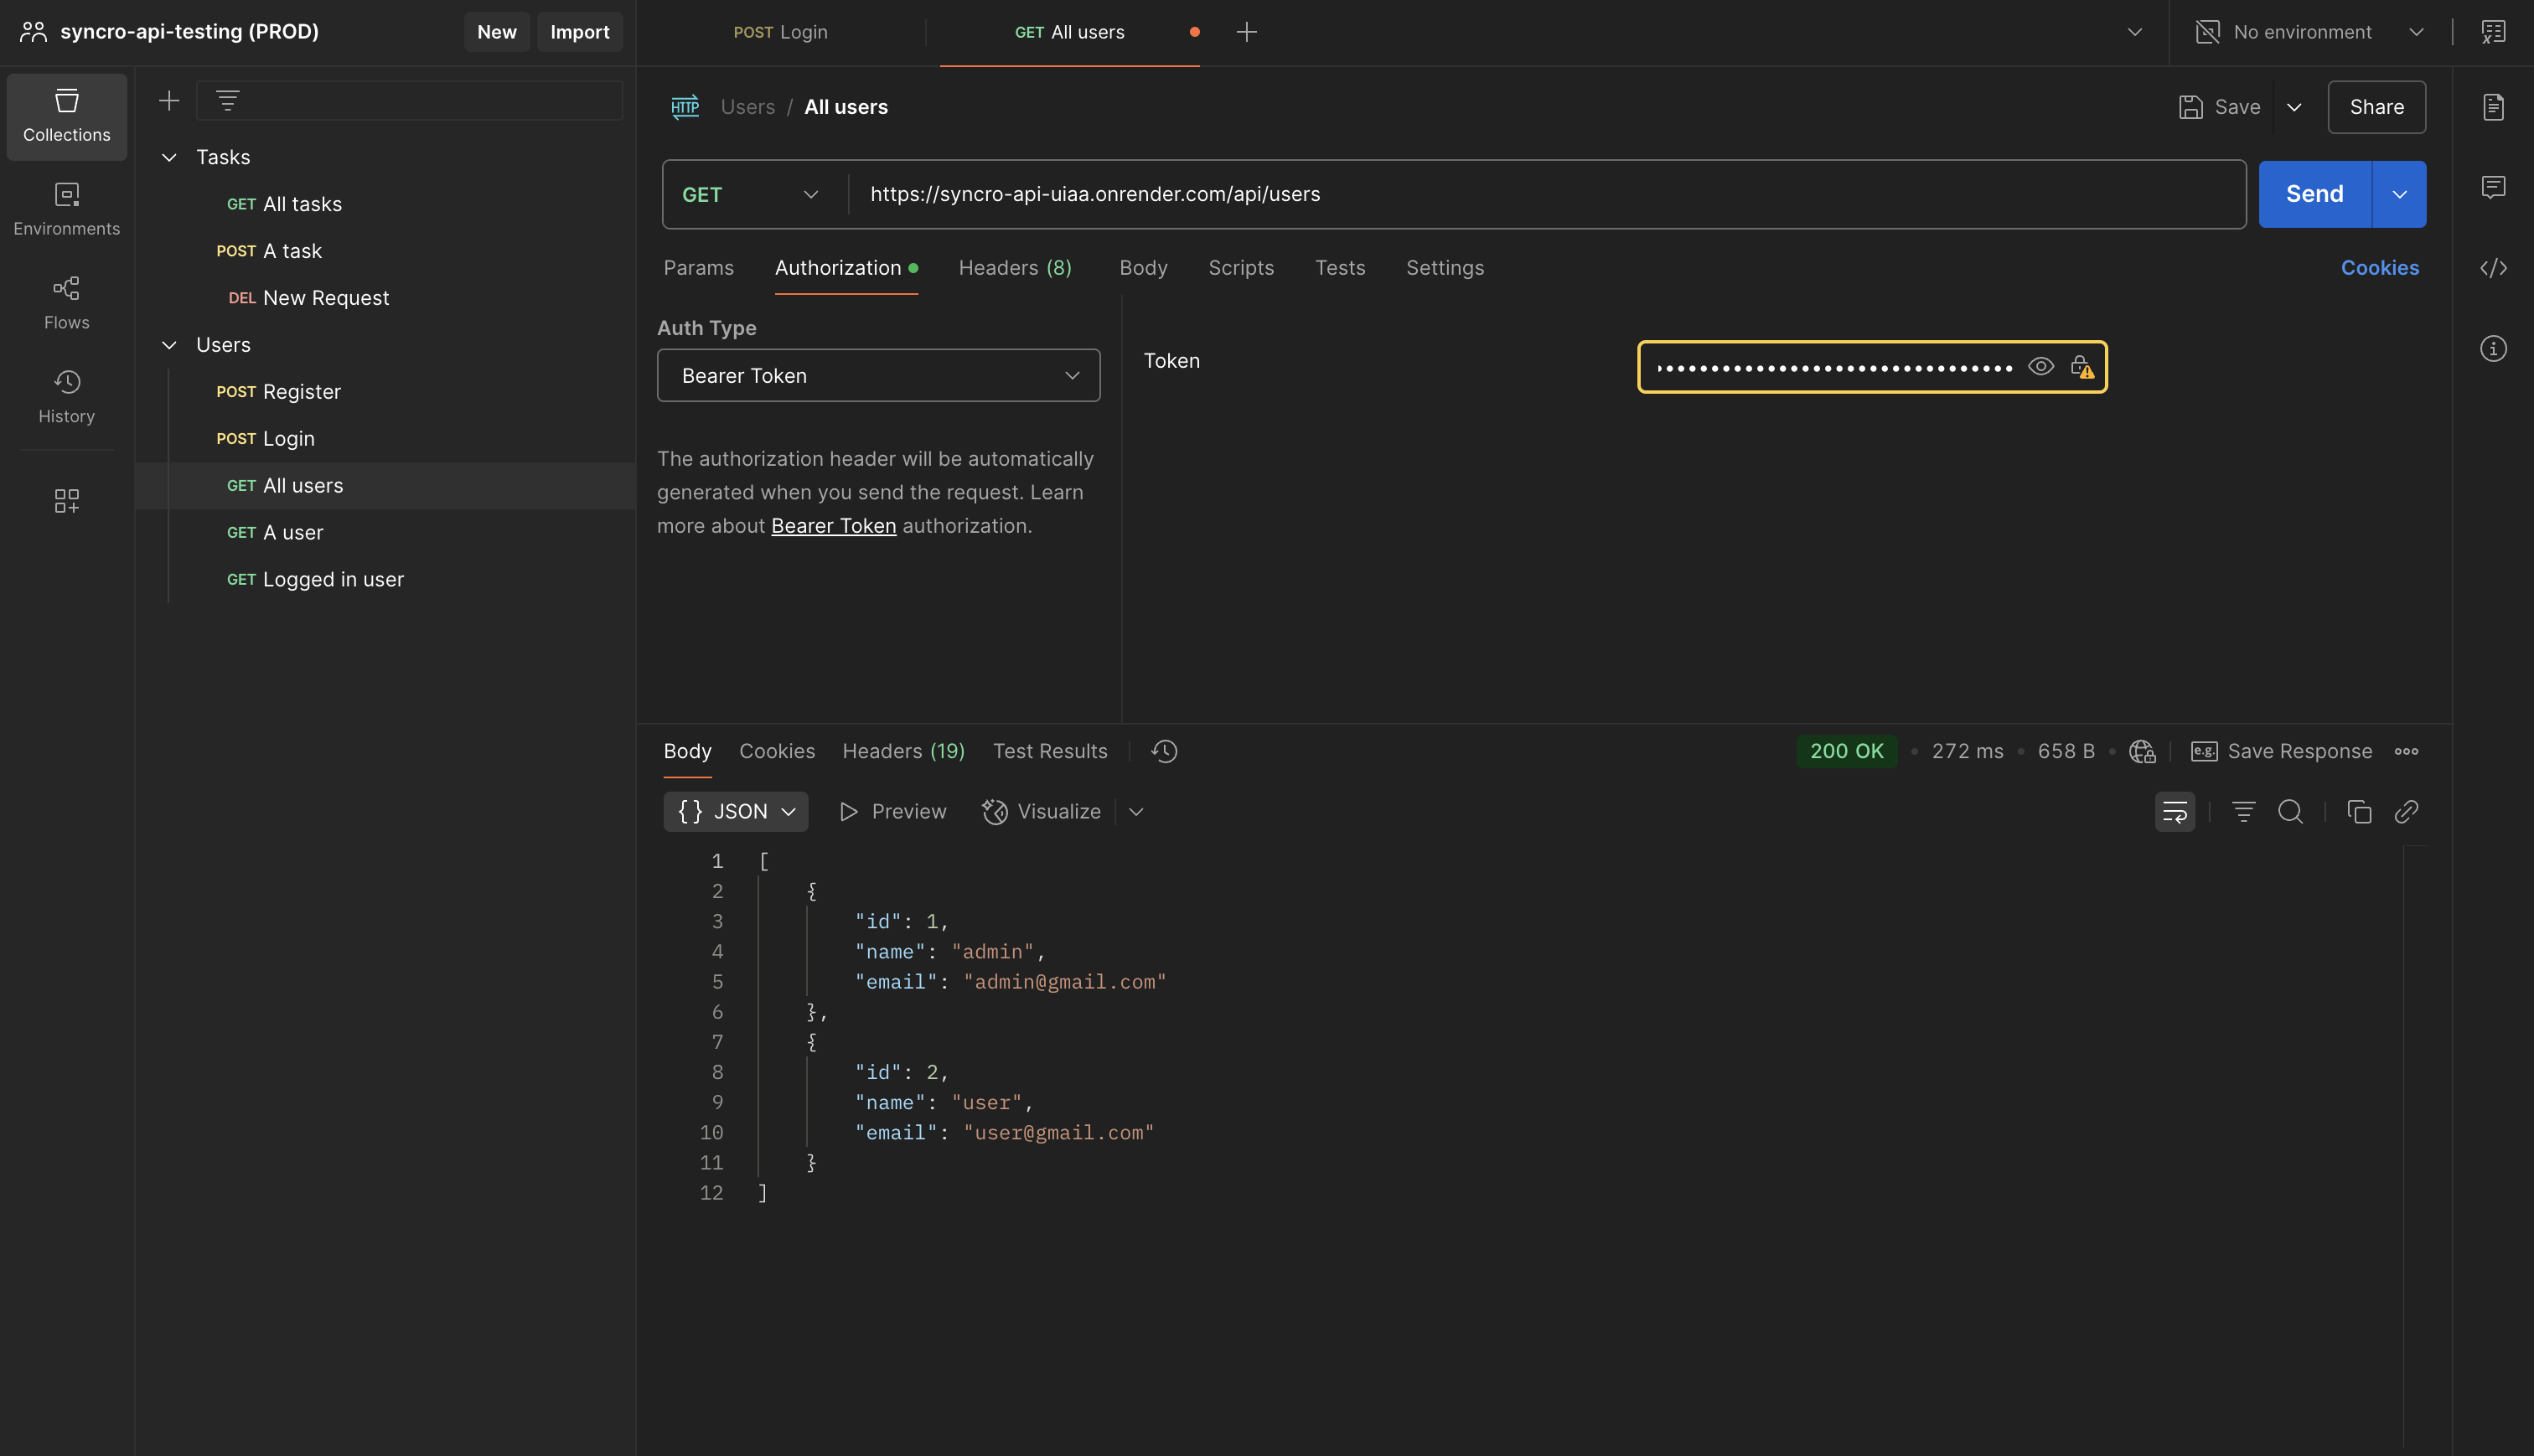 syncro-api-testing (PROD)
New
Import
POST Login
GET All users
No environment
Collections
Environments
Flows
History
Tasks
GET All tasks
POST A task
DEL New Request
Users
POST Register
POST Login
GET All users
GET A user
GET Logged in user
HTTP Users / All users
Save
Share
GET
https://syncro-api-uiaa.onrender.com/api/users
Send
Params
Authorization
Headers (8)
Body
Scripts
Tests
Settings
Cookies
Auth Type
Bearer Token
The authorization header will be automatically
generated when you send the request. Learn
more about Bearer Token authorization.
Token
Body
Cookies
Headers (19)
Test Results
200 OK • 272 ms • 658 B
e.g. Save Response
{} JSON
Preview
Visualize
1 [
2 {
3 "id": 1,
4 "name": "admin",
5 "email": "admin@gmail.com"
6 },
7 {
8 "id": 2,
9 "name": "user",
10 "email": "user@gmail.com"
11 }
12 ]